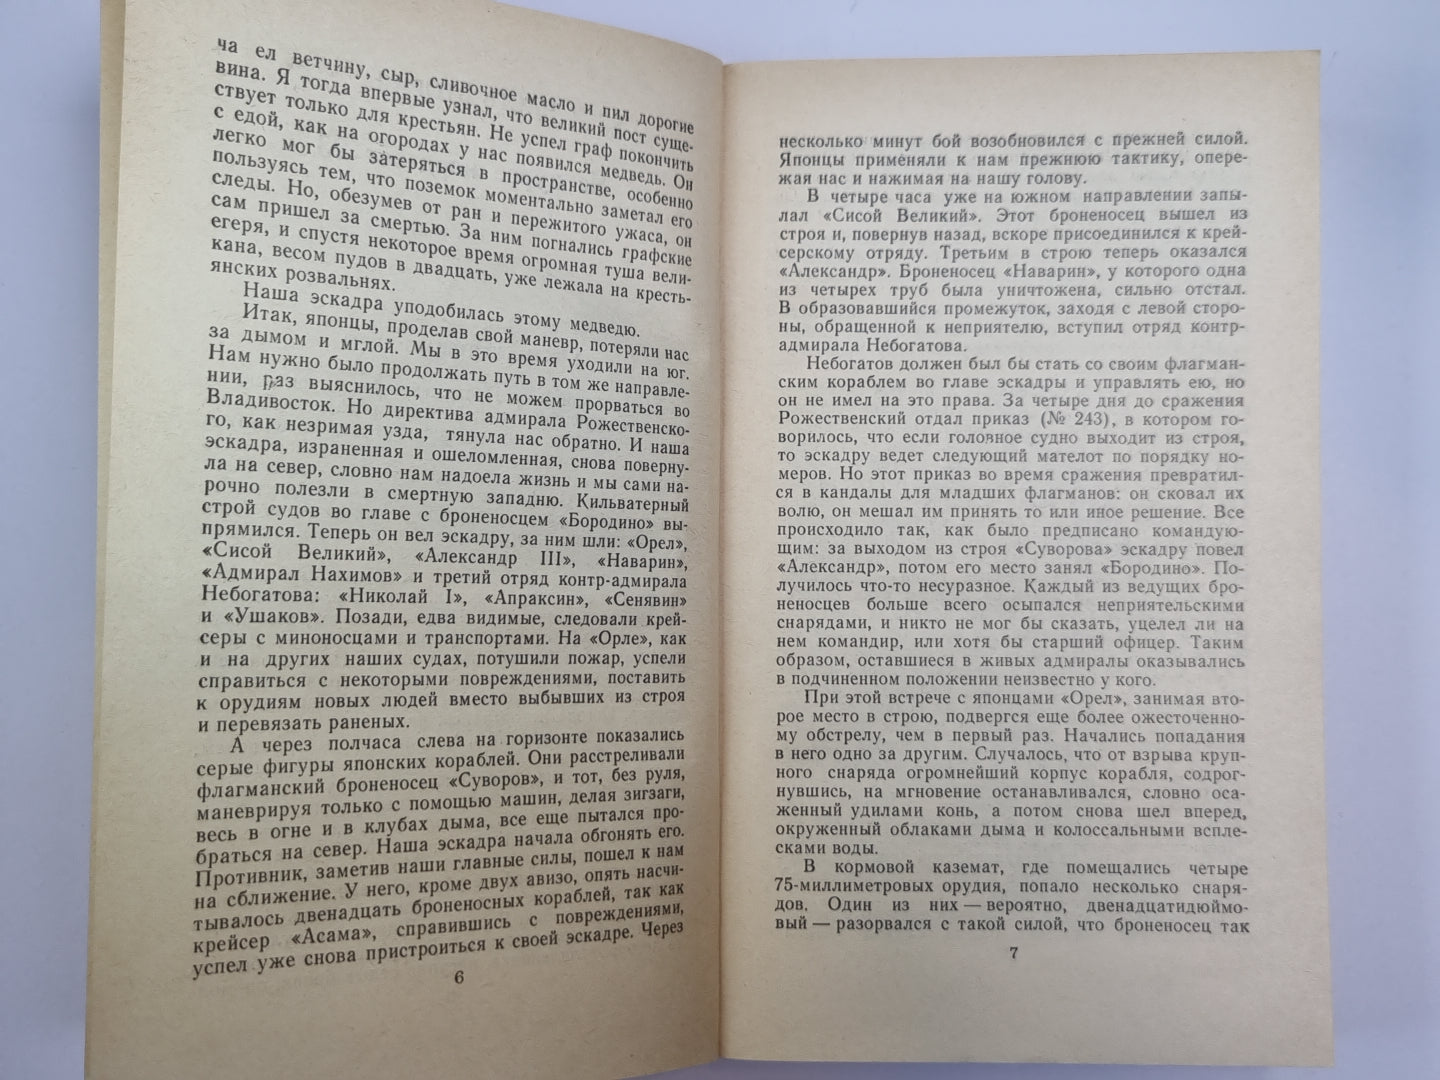 ча ел ветчину, сыр, сливочное масло и пил дорогие
вина. Я тогда впервые узнал, что великий пост суще-
ствует только для крестьян. Не успел граф покончить
с едой, как на огородах у нас появился медведь. Он
легко мог бы затеряться в пространстве, особенно
пользуясь тем, что поземок моментально заметал его
следы. Но, обезумев от ран и пережитого ужаса, он
сам пришел за смертью. За ним погнались графские
егеря, и спустя некоторое время огромная туша вели-
кана, весом пудов в двадцать, уже лежала на кресть-
янских розвальнях.
Наша эскадра уподобилась этому медведю.
Итак, японцы, проделав свой маневр, потеряли нас
за дымом и мглой. Мы в это время уходили на юг.
Нам нужно было продолжать путь в том же направле-
нии, раз выяснилось, что не можем прорваться во
Владивосток. Но директива адмирала Рожественско-
го, как незримая узда, тянула нас обратно. И наша
эскадра, израненная и ошеломленная, снова поверну-
ла на север, словно нам надоела жизнь и мы сами на-
рочно полезли в смертную западню. Кильватерный
строй судов во главе с броненосцем «Бородино» вы-
прямился. Теперь он вел эскадру, за ним шли: «Орел»,
«Сисой Великий», «Александр III», «Наварин»,
«Адмирал Нахимов» и третий отряд контр-адмирала
Небогатова: «Николай I», «Апраксин», «Сенявин»
и «Ушаков». Позади, едва видимые, следовали крей-
серы с миноносцами и транспортами. На «Орле», как
и на других наших судах, потушили пожар, успели
справиться с некоторыми повреждениями, поставить
к орудиям новых людей вместо выбывших из строя
и перевязать раненых.
А через полчаса слева на горизонте показались
серые фигуры японских кораблей. Они расстреливали
флагманский броненосец «Суворов», и тот, без руля,
маневрируя только с помощью машин, делая зигзаги,
весь в огне и в клубах дыма, все еще пытался про-
браться на север. Наша эскадра начала обгонять его.
Противник, заметив наши главные силы, пошел к нам
на сближение. У него, кроме двух авизо, опять насчи-
тывалось двенадцать броненосных кораблей, так как
крейсер «Асама», справившись с повреждениями,
успел уже снова пристроиться к своей эскадре. Через
6
несколько минут бой возобновился с прежней силой.
Японцы применяли к нам прежнюю тактику, опере-
жая нас и нажимая на нашу голову.
В четыре часа уже на южном направлении запы-
лал «Сисой Великий». Этот броненосец вышел из
строя и, повернув назад, вскоре присоединился к крей-
серскому отряду. Третьим в строю теперь оказался
«Александр». Броненосец «Наварин», у которого одна
из четырех труб была уничтожена, сильно отстал.
В образовавшийся промежуток, заходя с левой сторо-
ны, обращенной к неприятелю, вступил отряд контр-
адмирала Небогатова.
Небогатов должен был бы стать со своим флагман-
ским кораблем во главе эскадры и управлять ею, но
он не имел на это права. За четыре дня до сражения
Рожественский отдал приказ (№ 243), в котором го-
ворилось, что если головное судно выходит из строя,
то эскадру ведет следующий мателот по порядку но-
меров. Но этот приказ во время сражения превратил-
ся в кандалы для младших флагманов: он сковал их
волю, он мешал им принять то или иное решение. Все
происходило так, как было предписано командую-
щим: за выходом из строя «Суворова» эскадру повел
«Александр», потом его место занял «Бородино». По-
лучилось что-то несуразное. Каждый из ведущих бро-
неносцев больше всего осыпался неприятельскими
снарядами, и никто не мог бы сказать, уцелел ли на
нем командир, или хотя бы старший офицер. Таким
образом, оставшиеся в живых адмиралы оказывались
в подчиненном положении неизвестно у кого.
При этой встрече с японцами «Орел», занимая вто-
рое место в строю, подвергся еще более ожесточенно-
му обстрелу, чем в первый раз. Начались попадания
в него одно за другим. Случалось, что от взрыва круп-
ного снаряда огромнейший корпус корабля, содрог-
нувшись, на мгновение останавливался, словно оса-
женный удилами конь, а потом снова шел вперед,
окруженный облаками дыма и колоссальными вспле-
сками воды.
В кормовой каземат, где помещались четыре
75-миллиметровых орудия, попало несколько снаря-
дов. Один из них — вероятно, двенадцатидюймо-
вый — разорвался с такой силой, что броненосец так
7